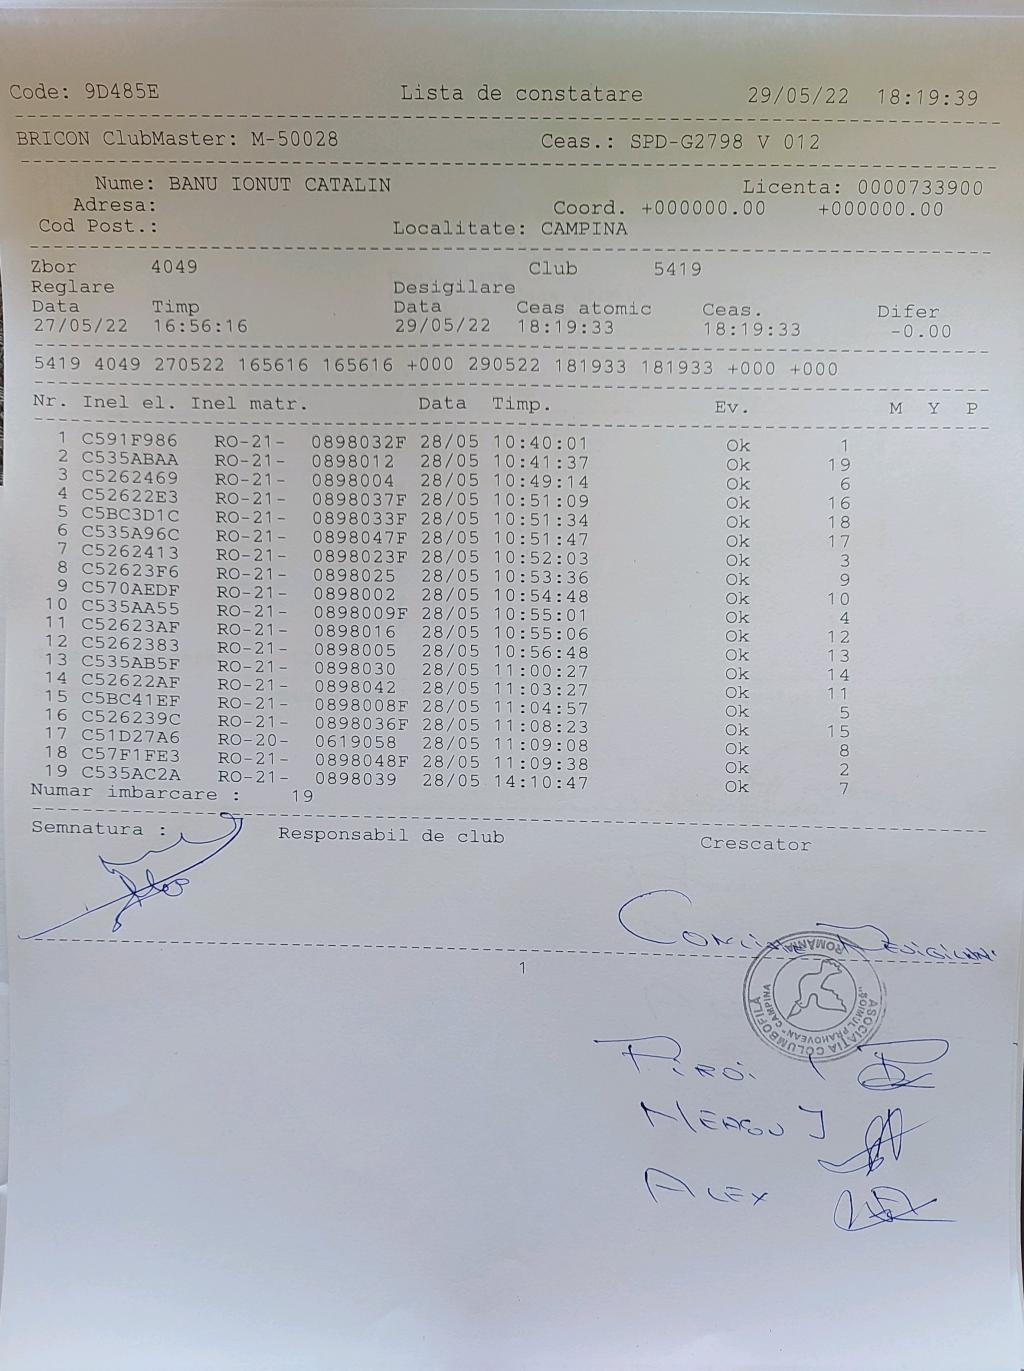 Code: 9D485E Lista de constatare 29/05/22 18:19:39
BRICON ClubMaster: M-50028 Ceas.: SPD-G2798 V 012
Nume: BANU IONUT CATALIN Licenta: 0000733900
Adresa: Coord. +000000.00 +000000.00
Cod Post.: Localitate: CAMPINA
Zbor 4049 Club 5419
Reglare Desigilare
Data Timp Data Ceas atomic Ceas. Difer
27/05/22 16:56:16 29/05/22 18:19:33 18:19:33 -0.00
5419 4049 270522 165616 165616 +000 290522 181933 181933 +000 +000
Nr. Inel el. Inel matr. Data Timp. Ev. M Y P
1 C591F986 RO-21- 0898032F 28/05 10:40:01 Ok 1
2 C535ABAA RO-21- 0898012 28/05 10:41:37 Ok 19
3 C5262469 RO-21- 0898004 28/05 10:49:14 Ok 6
4 C52622E3 RO-21- 0898037F 28/05 10:51:09 Ok 16
5 C5BC3D1C RO-21- 0898033F 28/05 10:51:34 Ok 18
6 C535A96C RO-21- 0898047F 28/05 10:51:47 Ok 17
7 C5262413 RO-21- 0898023F 28/05 10:52:03 Ok 3
8 C52623F6 RO-21- 0898025 28/05 10:53:36 Ok 9
9 C570AEDF RO-21- 0898002 28/05 10:54:48 Ok 10
10 C535AA55 RO-21- 0898009F 28/05 10:55:01 Ok 4
11 C52623AF RO-21- 0898016 28/05 10:55:06 Ok 12
12 C5262383 RO-21- 0898005 28/05 10:56:48 Ok 13
13 C535AB5F RO-21- 0898030 28/05 11:00:27 Ok 14
14 C52622AF RO-21- 0898042 28/05 11:03:27 Ok 11
15 C5BC41EF RO-21- 0898008F 28/05 11:04:57 Ok 5
16 C526239C RO-21- 0898036F 28/05 11:08:23 Ok 15
17 C51D27A6 RO-20- 0619058 28/05 11:09:08 Ok 8
18 C57F1FE3 RO-21- 0898048F 28/05 11:09:38 Ok 2
19 C535AC2A RO-21- 0898039 28/05 14:10:47 Ok 7
Numar imbarcare : 19
Semnatura : Responsabil de club Crescator
1
ASOCIAȚIA COLUMBOFILĂ
"ȘOIMUL PRAHOVEAN" CAMPINA
ROMÂNIA
PIROI
NEAGU J
ALEX